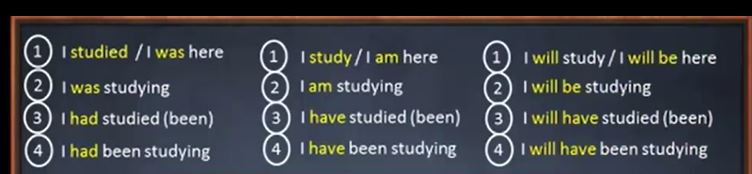 1 I studied / I was here
2 I was studying
3 I had studied (been)
4 I had been studying
1 I study / I am here
2 I am studying
3 I have studied (been)
4 I have been studying
1 I will study / I will be here
2 I will be studying
3 I will have studied (been)
4 I will have been studying